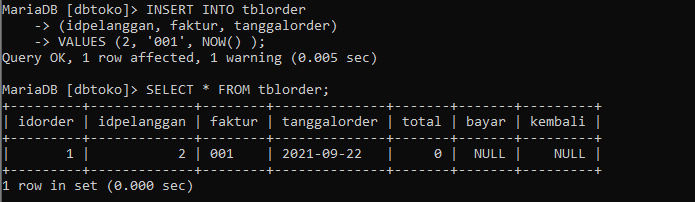 MariaDB [dbtoko]> INSERT INTO tblorder
    -> (idpelanggan, faktur, tanggalorder)
    -> VALUES (2, '001', NOW() );
Query OK, 1 row affected, 1 warning (0.005 sec)

MariaDB [dbtoko]> SELECT * FROM tblorder;
+---------+-------------+--------+--------------+-------+-------+---------+
| idorder | idpelanggan | faktur | tanggalorder | total | bayar | kembali |
+---------+-------------+--------+--------------+-------+-------+---------+
|       1 |           2 | 001    | 2021-09-22   |     0 |  NULL |    NULL |
+---------+-------------+--------+--------------+-------+-------+---------+
1 row in set (0.000 sec)